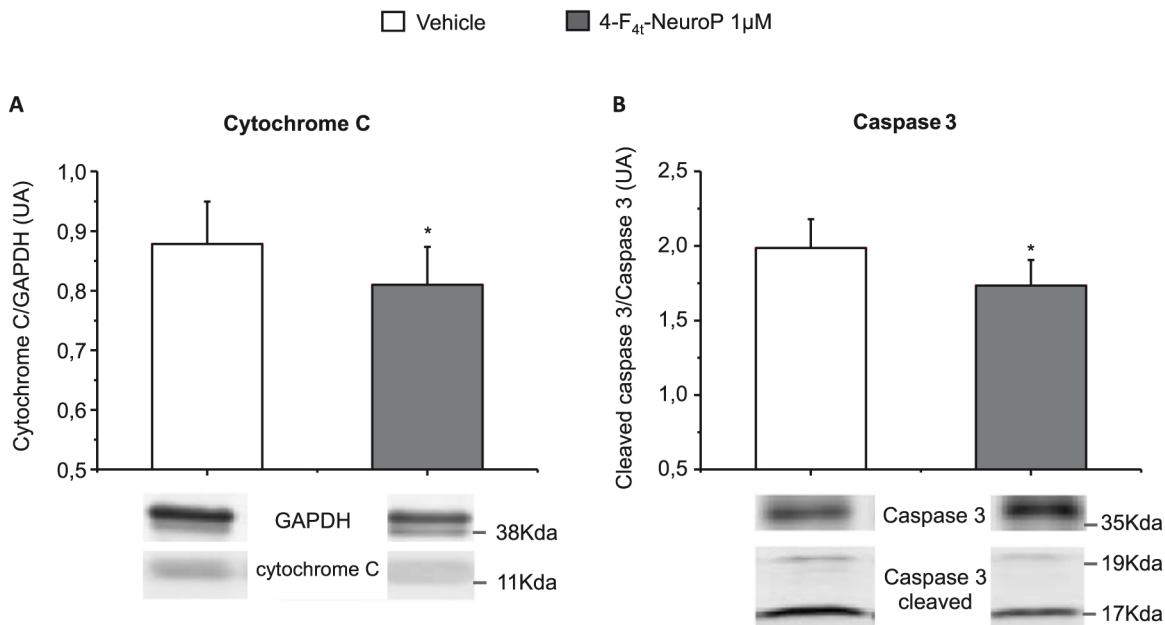 Vehicle
4-F4t-NeuroP 1µM
A
Cytochrome C
Cytochrome C/GAPDH (UA)
1,0
0,9
0,8
0,7
0,6
0,5
*
GAPDH
38Kda
cytochrome C
11Kda
B
Caspase 3
Cleaved caspase 3/Caspase 3 (UA)
2,5
2,0
1,5
1,0
0,5
*
Caspase 3
35Kda
19Kda
Caspase 3
cleaved
17Kda